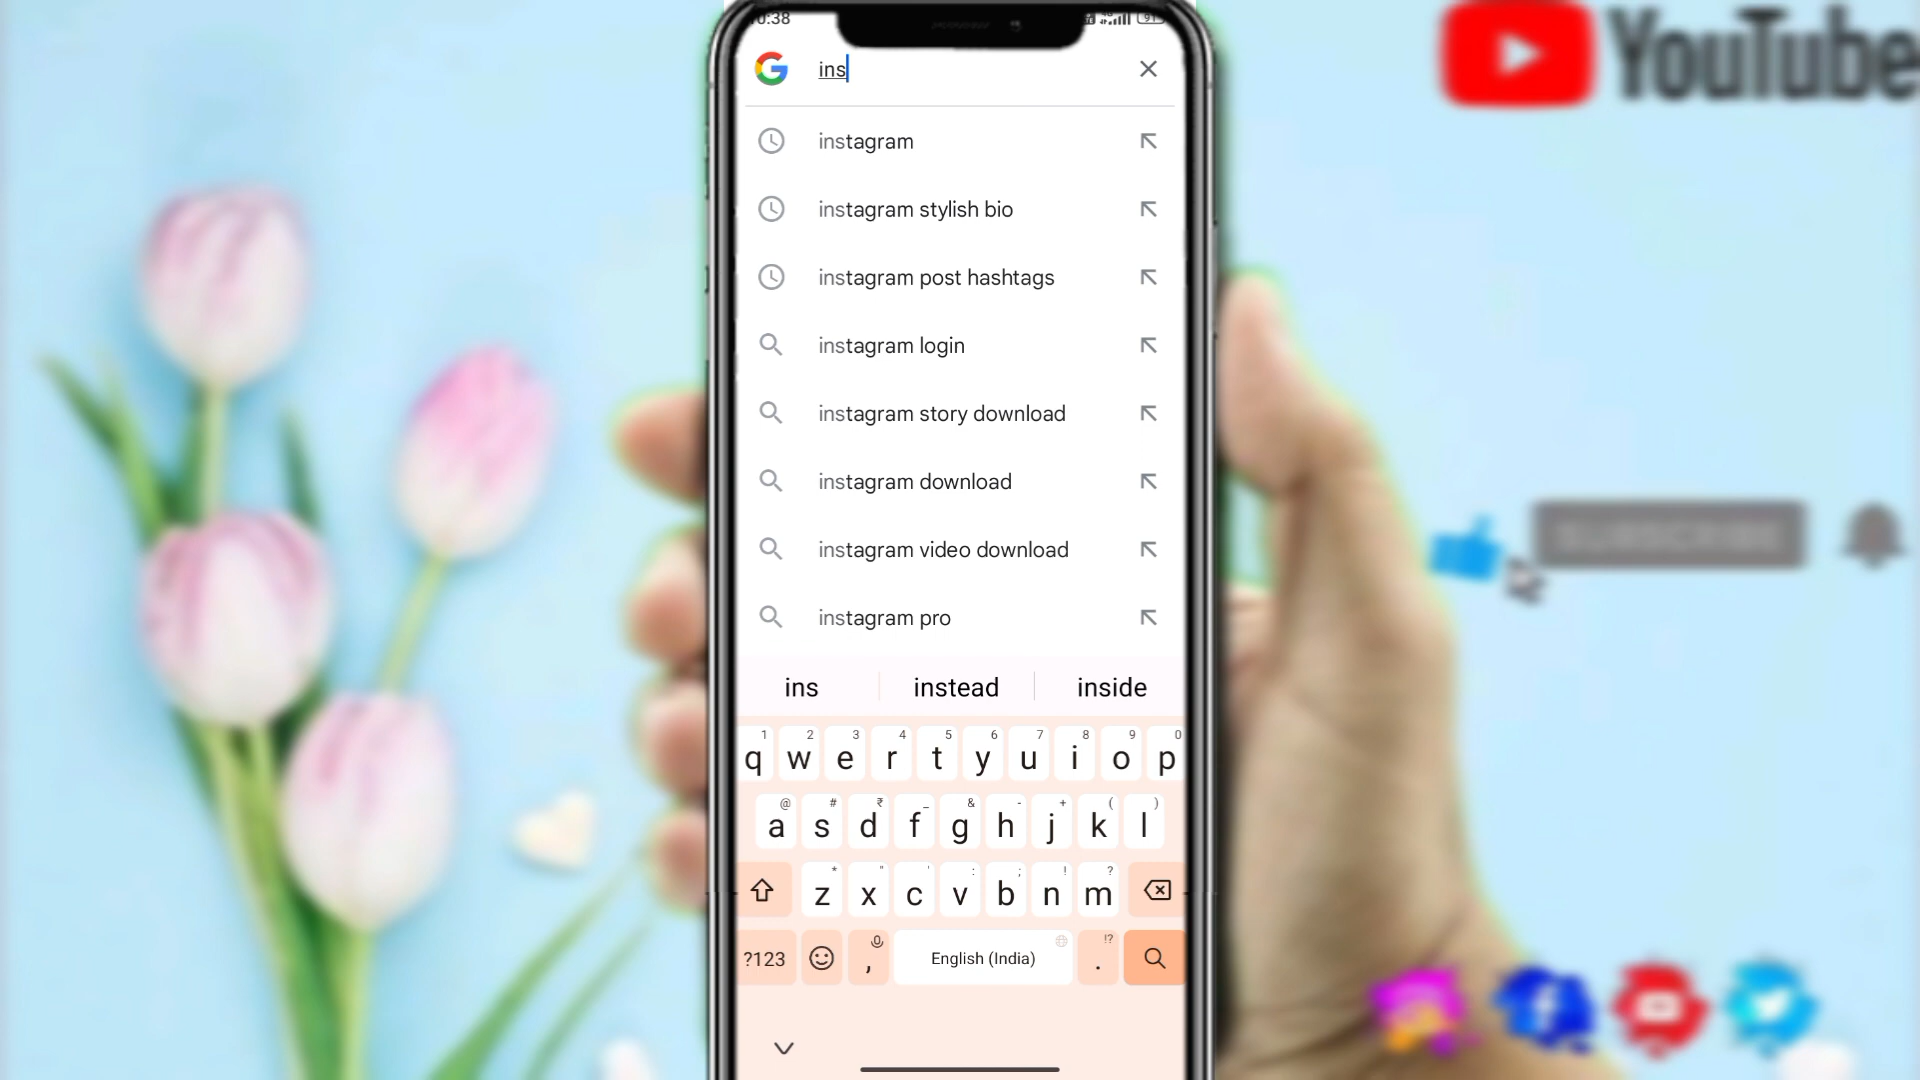 0:38
91
YouTube
ins
instagram
instagram stylish bio
instagram post hashtags
instagram login
instagram story download
instagram download
instagram video download
instagram pro
SUBSCRIBE
ins instead inside
1 2 3 4 5 6 7 8 9 0
q w e r t y u i o p
@ # ₹ _ & - + ( )
a s d f g h j k l
* " ' : ; ! ?
z x c v b n m
?123 , English (India) !? .